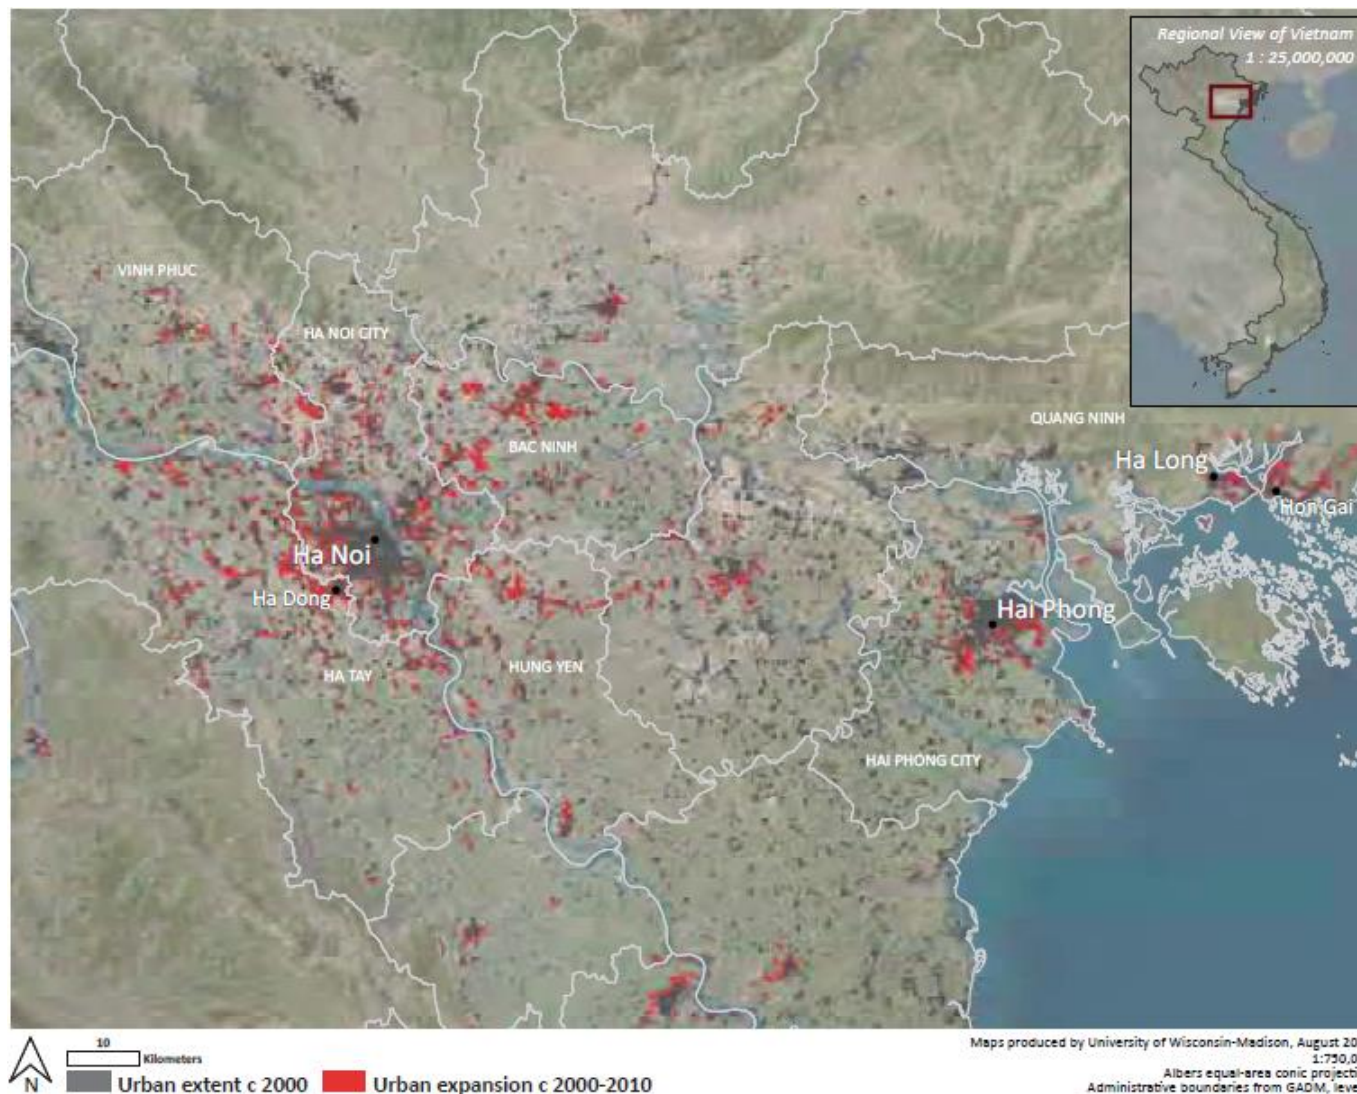 Regional View of Vietnam
1 : 25,000,000
VINH PHUC
HA NOI CITY
QUANG NINH
BAC NINH
Ha Long
Hon Gai
Ha Noi
Ha Dong
Hai Phong
HUNG YEN
HA TAY
HAI PHONG CITY
10
Kilometers
N
Urban extent c 2000
Urban expansion c 2000-2010
Maps produced by University of Wisconsin-Madison, August 20
1:750,0
Albers equal-area conic projecti
Administrative boundaries from GADM, leve